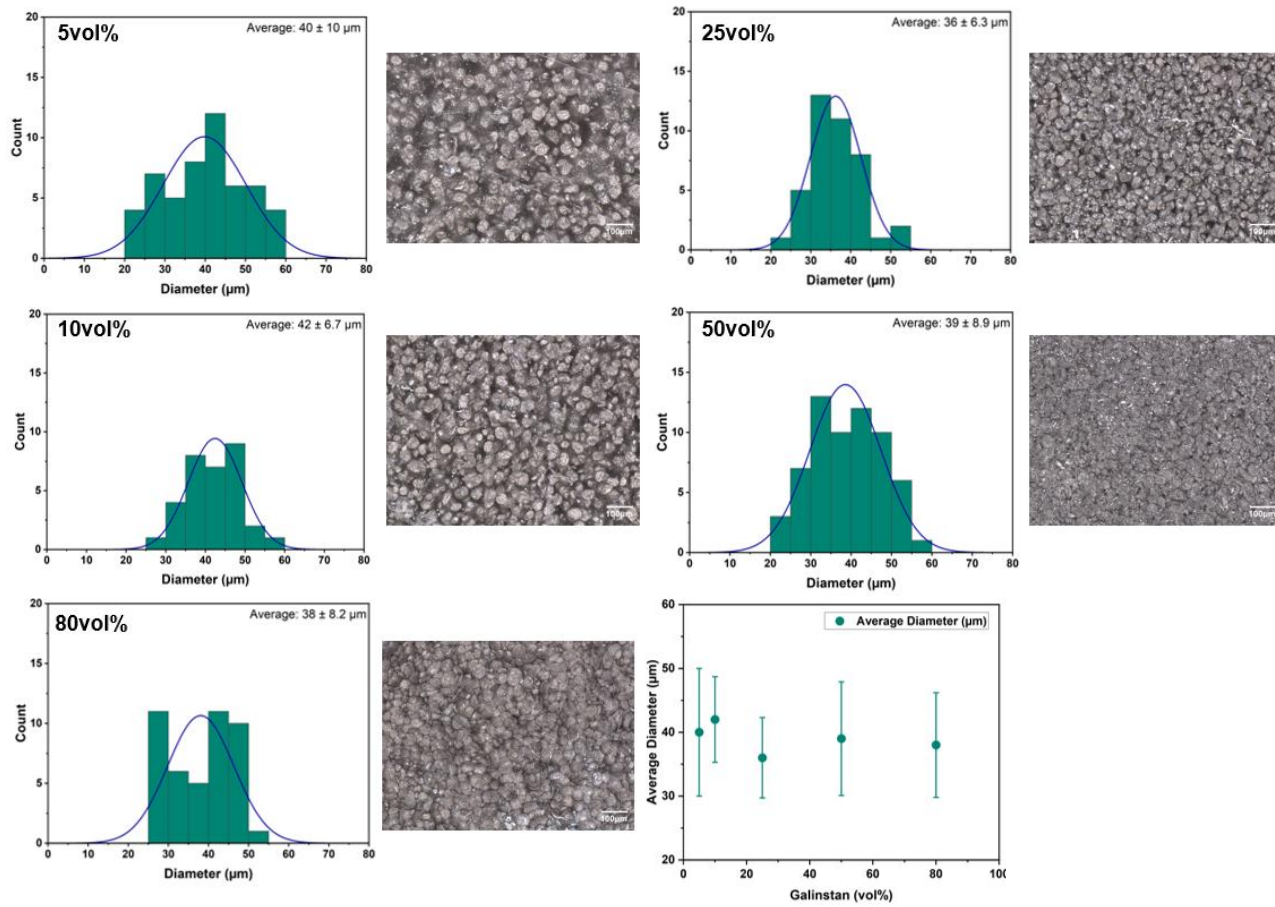 5vol%
Average: 40 ± 10 µm
20
15
10
5
0
Count
0 10 20 30 40 50 60 70 80
Diameter (µm)
100µm
25vol%
Average: 36 ± 6.3 µm
20
15
10
5
0
Count
0 10 20 30 40 50 60 70 80
Diameter (µm)
100µm
10vol%
Average: 42 ± 6.7 µm
20
15
10
5
0
Count
0 10 20 30 40 50 60 70 80
Diameter (µm)
100µm
50vol%
Average: 39 ± 8.9 µm
20
15
10
5
0
Count
0 10 20 30 40 50 60 70 80
Diameter (µm)
100µm
80vol%
Average: 38 ± 8.2 µm
20
15
10
5
0
Count
0 10 20 30 40 50 60 70 80
Diameter (µm)
100µm
Average Diameter (µm)
60
50
40
30
20
Average Diameter (µm)
0 20 40 60 80 100
Galinstan (vol%)